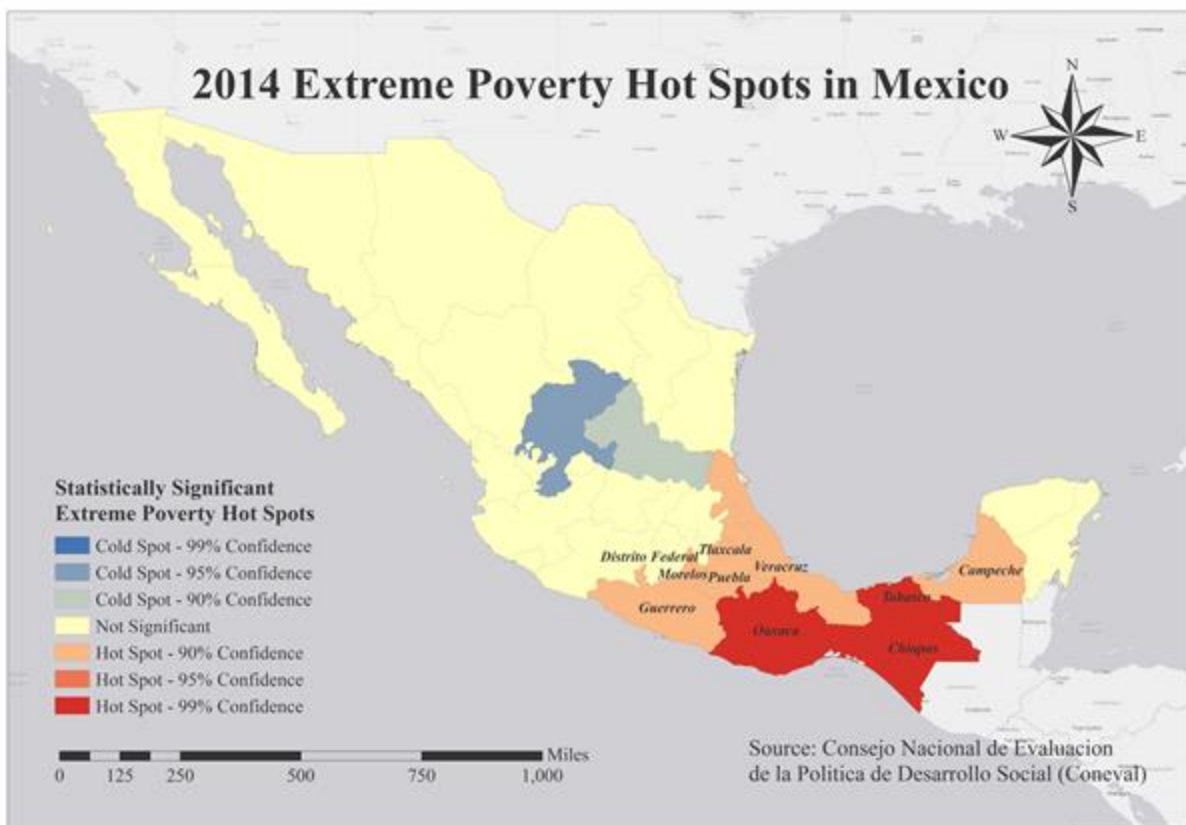 2014 Extreme Poverty Hot Spots in Mexico
N
W
E
S
Statistically Significant
Extreme Poverty Hot Spots
Cold Spot - 99% Confidence
Cold Spot - 95% Confidence
Cold Spot - 90% Confidence
Not Significant
Hot Spot - 90% Confidence
Hot Spot - 95% Confidence
Hot Spot - 99% Confidence
Distrito Federal
Tlaxcala
Morelos
Puebla
Veracruz
Guerrero
Oaxaca
Tabasco
Chiapas
Campeche
Miles
0 125 250 500 750 1,000
Source: Consejo Nacional de Evaluacion
de la Politica de Desarrollo Social (Coneval)